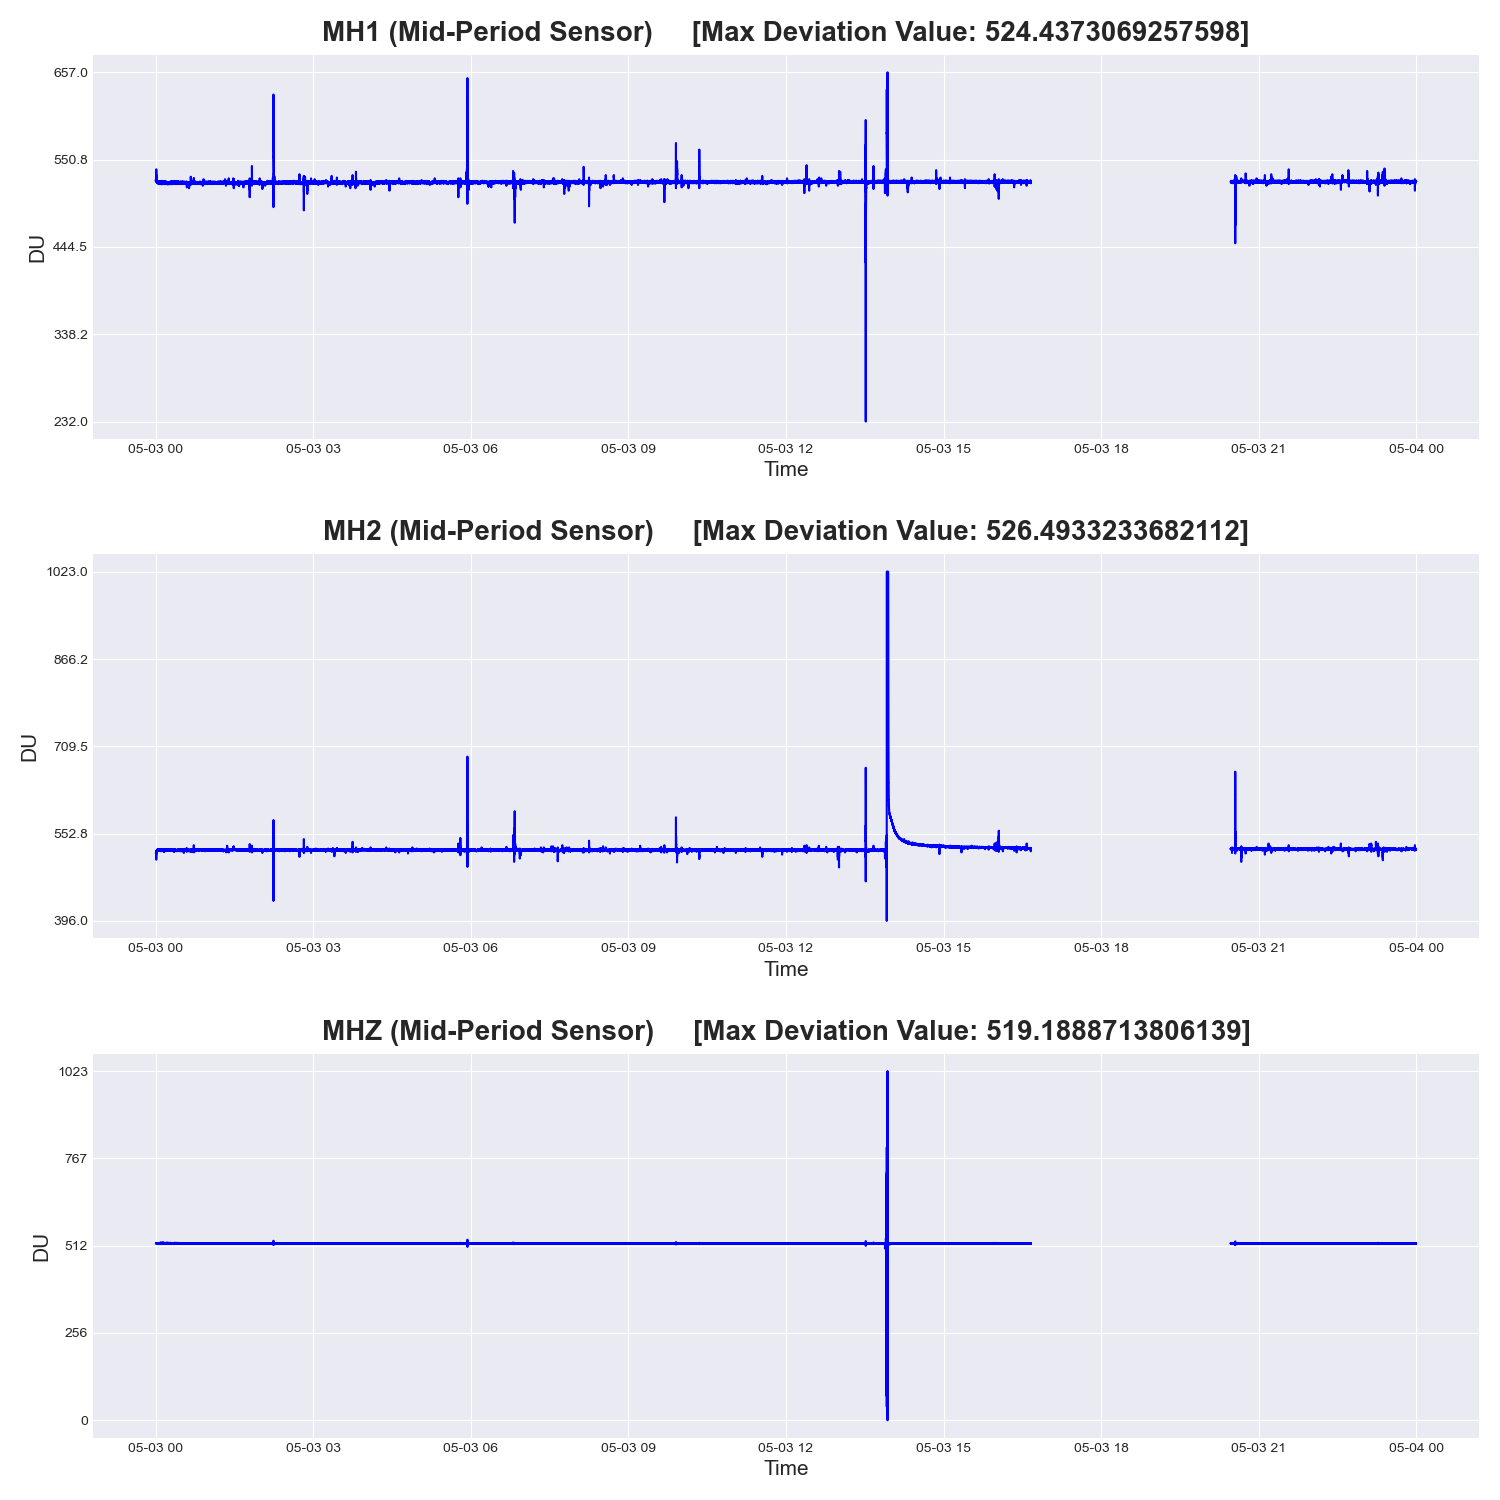 MH1 (Mid-Period Sensor) [Max Deviation Value: 524.4373069257598]
657.0
550.8
444.5
338.2
232.0
DU
05-03 00 05-03 03 05-03 06 05-03 09 05-03 12 05-03 15 05-03 18 05-03 21 05-04 00
Time
MH2 (Mid-Period Sensor) [Max Deviation Value: 526.4933233682112]
1023.0
866.2
709.5
552.8
396.0
DU
05-03 00 05-03 03 05-03 06 05-03 09 05-03 12 05-03 15 05-03 18 05-03 21 05-04 00
Time
MHZ (Mid-Period Sensor) [Max Deviation Value: 519.1888713806139]
1023
767
512
256
0
DU
05-03 00 05-03 03 05-03 06 05-03 09 05-03 12 05-03 15 05-03 18 05-03 21 05-04 00
Time